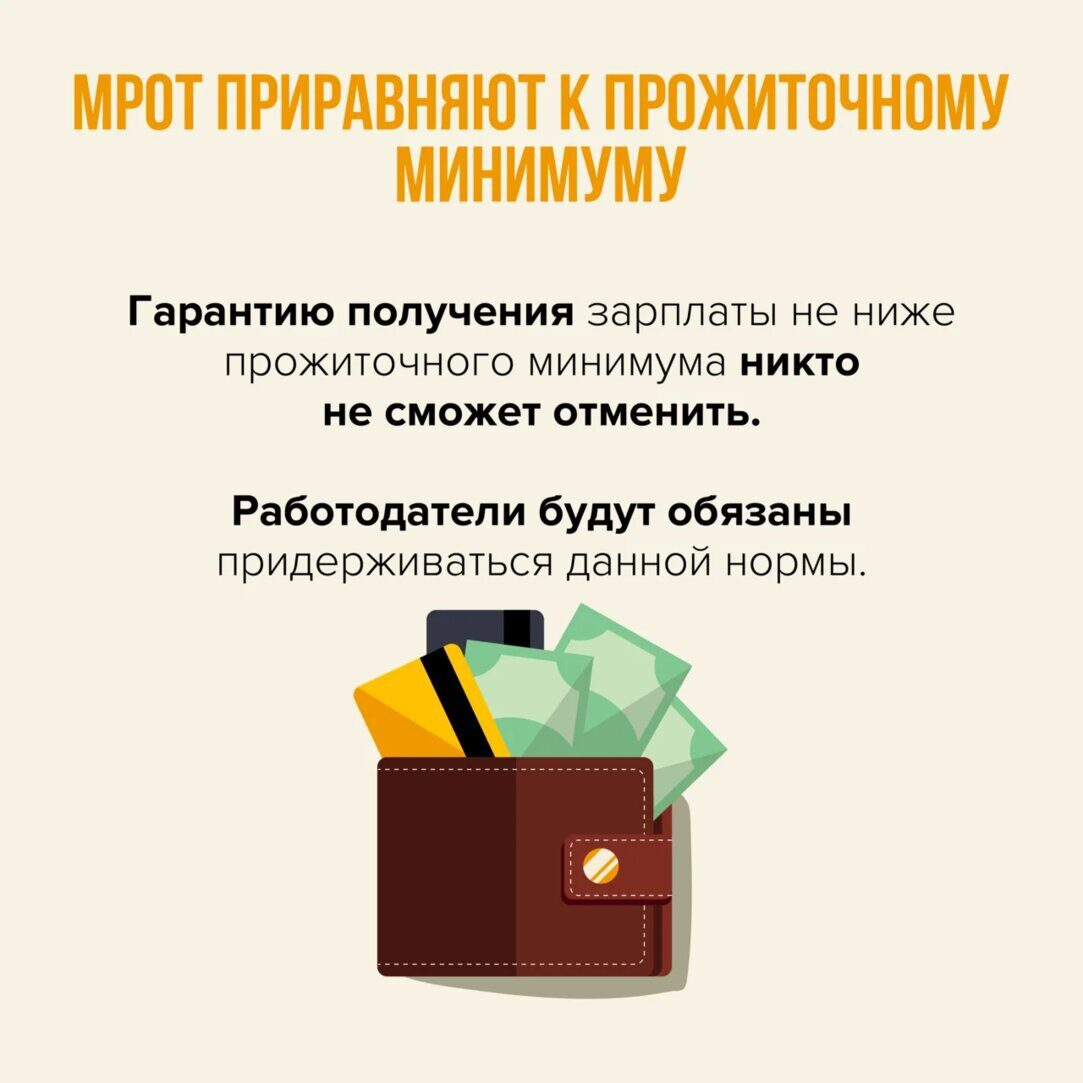 МРОТ ПРИРАВНЯЮТ К ПРОЖИТОЧНОМУ
МИНИМУМУ
Гарантию получения зарплаты не ниже
прожиточного минимума никто
не сможет отменить.
Работодатели будут обязаны
придерживаться данной нормы.